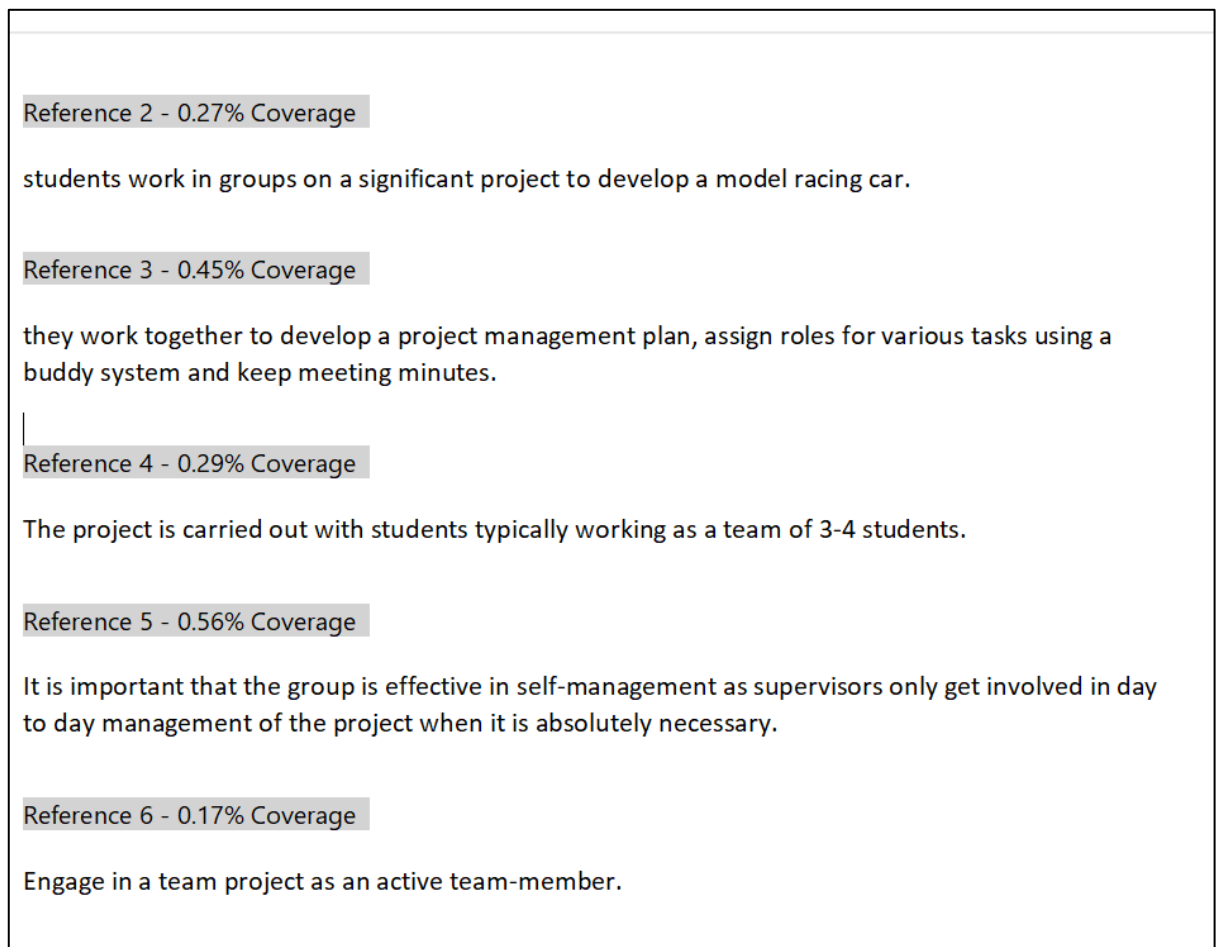 Reference 2 - 0.27% Coverage
students work in groups on a significant project to develop a model racing car.
Reference 3 - 0.45% Coverage
they work together to develop a project management plan, assign roles for various tasks using a
buddy system and keep meeting minutes.
Reference 4 - 0.29% Coverage
The project is carried out with students typically working as a team of 3-4 students.
Reference 5 - 0.56% Coverage
It is important that the group is effective in self-management as supervisors only get involved in day
to day management of the project when it is absolutely necessary.
Reference 6 - 0.17% Coverage
Engage in a team project as an active team-member.